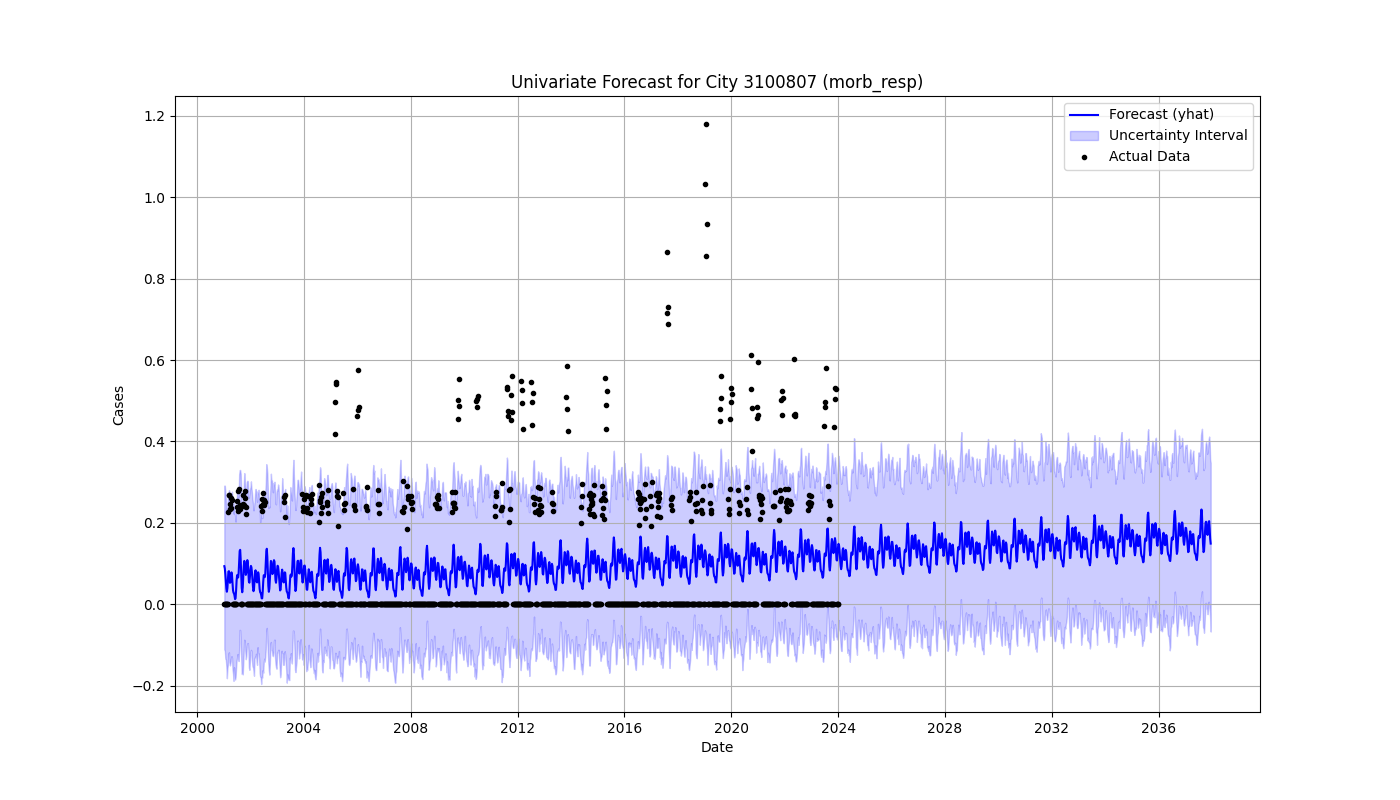 Univariate Forecast for City 3100807 (morb_resp)
Forecast (yhat)
Uncertainty Interval
Actual Data
Cases
1.2
1.0
0.8
0.6
0.4
0.2
0.0
−0.2
2000 2004 2008 2012 2016 2020 2024 2028 2032 2036
Date